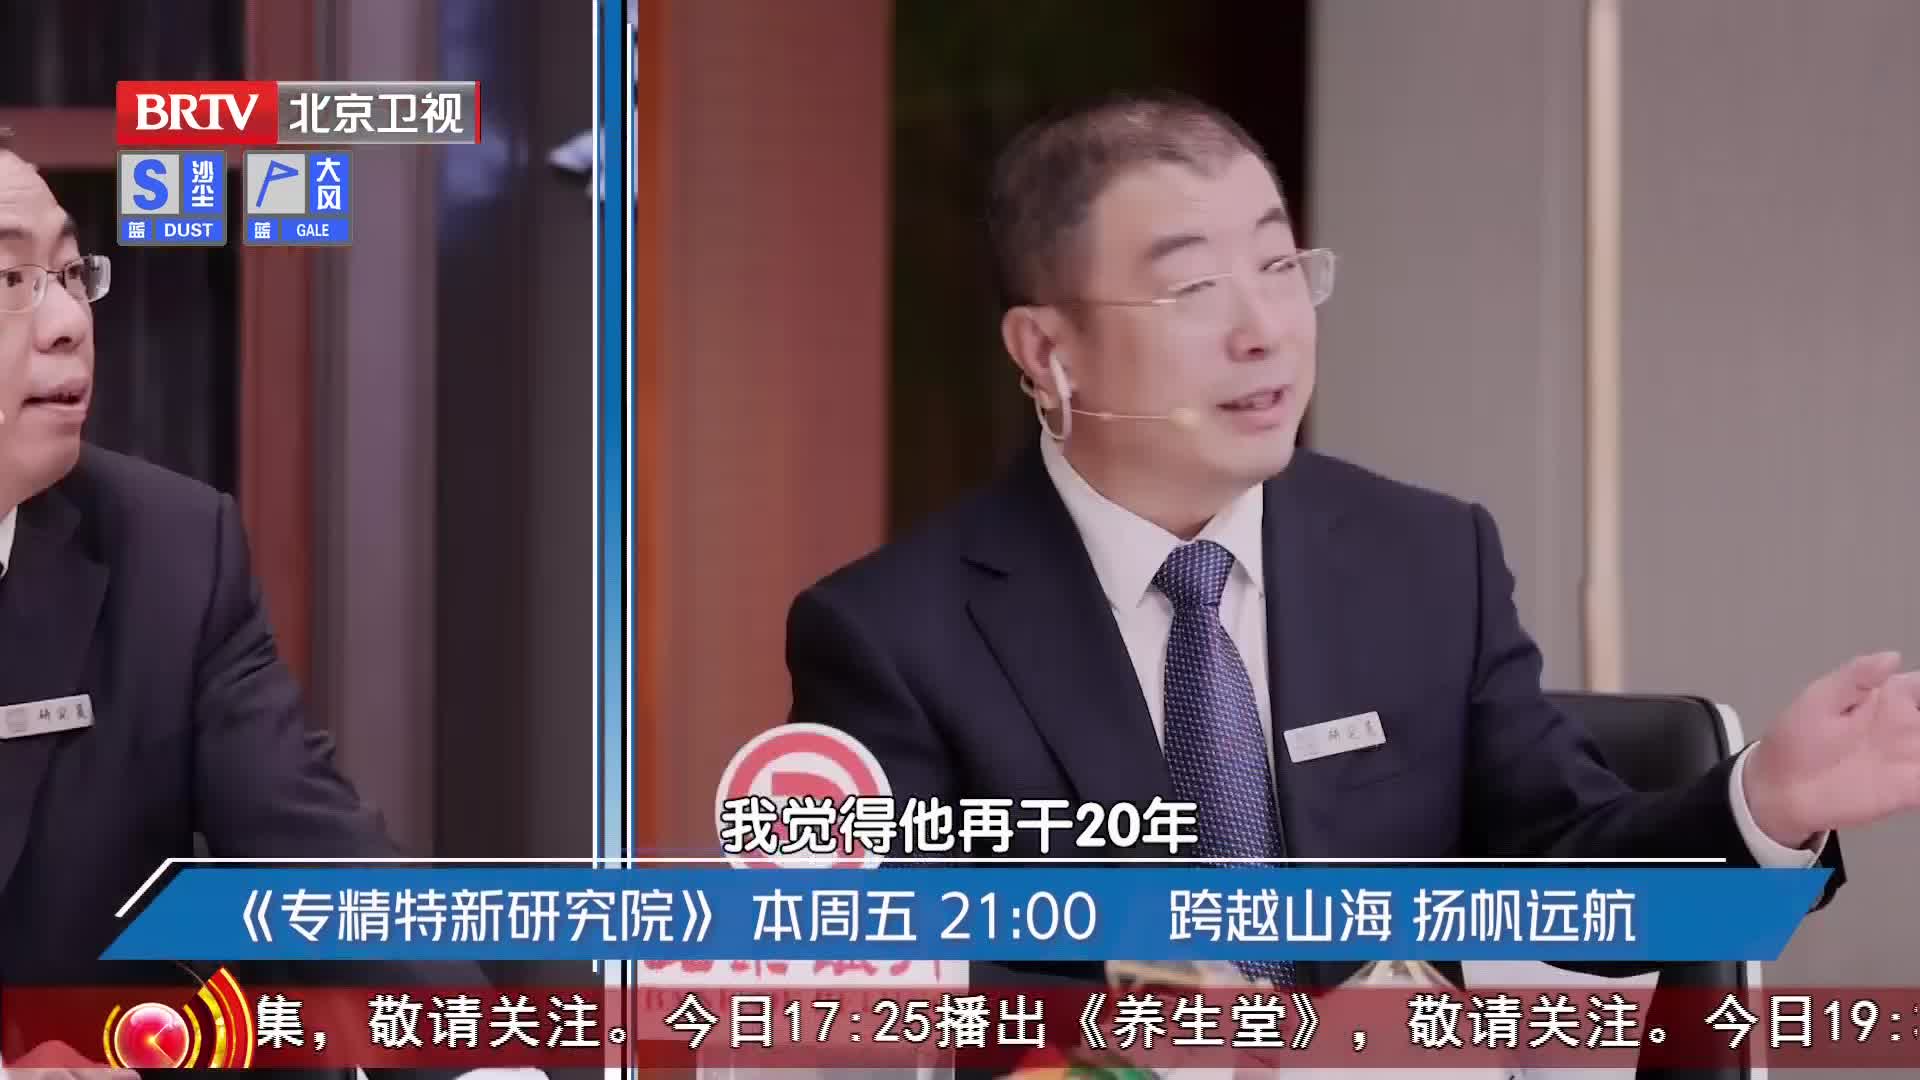 BRTV 北京卫视
S 沙尘 大风
蓝 DUST 蓝 GALE
我觉得他再干20年
《专精特新研究院》 本周五 21:00 跨越山海 扬帆远航
集，敬请关注。今日17:25播出《养生堂》，敬请关注。今日19: